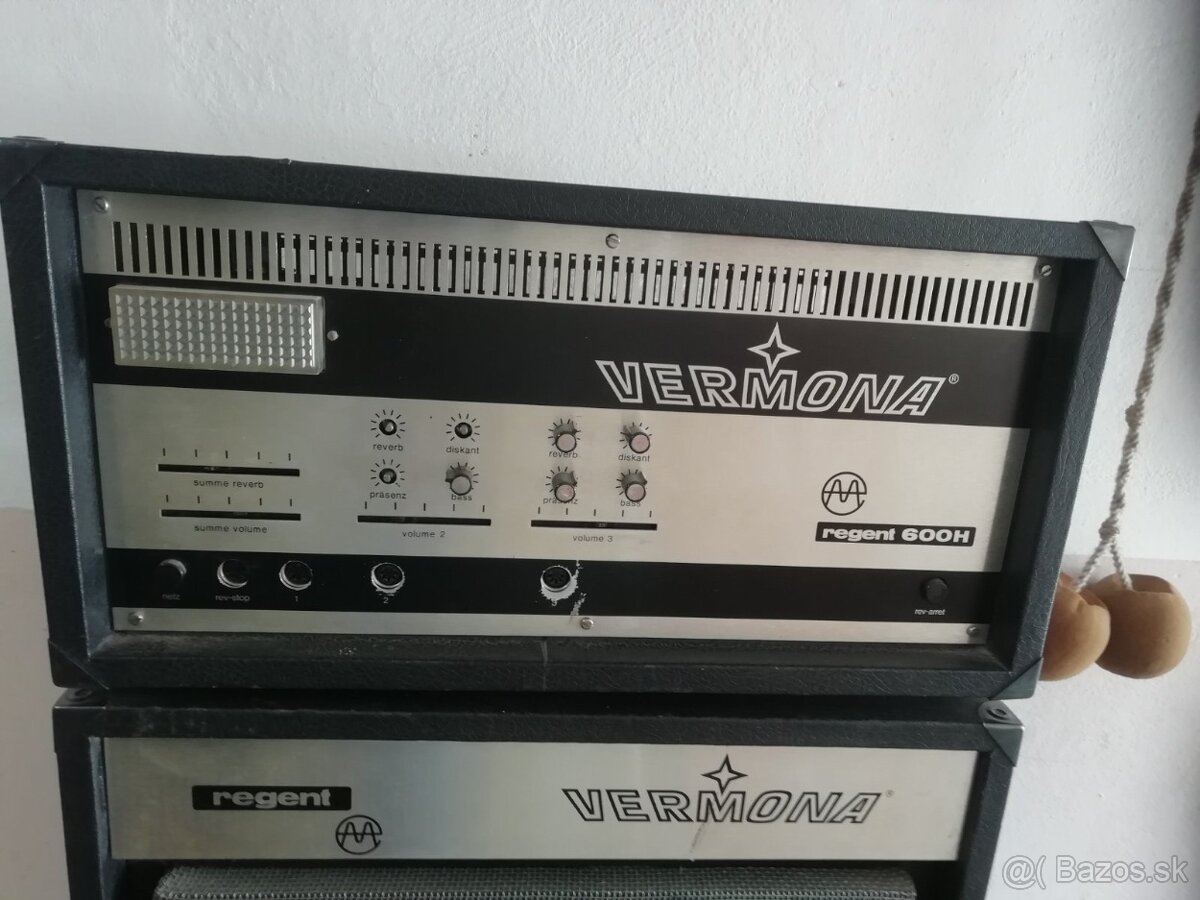 VERMONA®
reverb diskant reverb diskant
summe reverb
präsenz bass präsenz bass
summe volume volume 2 volume 3
regent 600H
netz rev-stop 1 2 3 rev-arret
regent VERMONA®
@( Bazos.sk